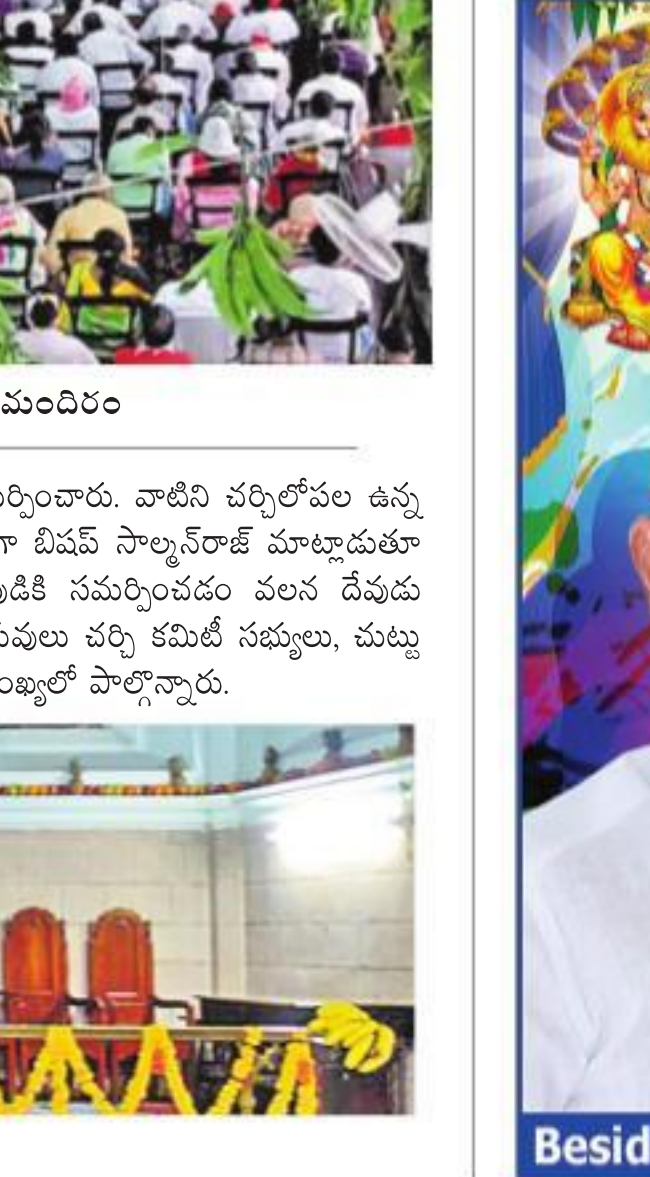 మందిరం
ర్పించారు. వాటిని చర్చిలోపల ఉన్న
గా బిషప్ సాల్మన్‌రాజ్ మాట్లాడుతూ
డికి సమర్పించడం వలన దేవుడు
వులు చర్చి కమిటీ సభ్యులు, చుట్టు
ంఖ్యలో పాల్గొన్నారు.
Besid